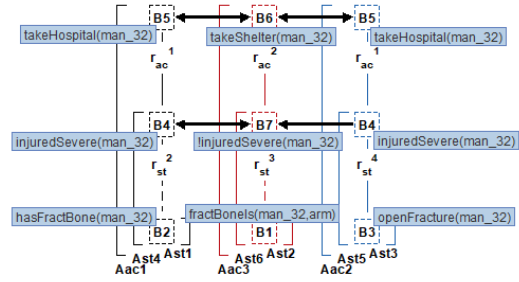 B5 B6 B5
takeHospital(man_32) takeShelter(man_32) takeHospital(man_32)
r_ac^1 r_ac^2 r_ac^1
B4 B7 B4
injuredSevere(man_32) !injuredSevere(man_32) injuredSevere(man_32)
r_st^2 r_st^3 r_st^4
hasFractBone(man_32) fractBoneIs(man_32,arm) openFracture(man_32)
B2 B1 B3
Ast4 Ast1 Ast6 Ast2 Ast5 Ast3
Aac1 Aac3 Aac2